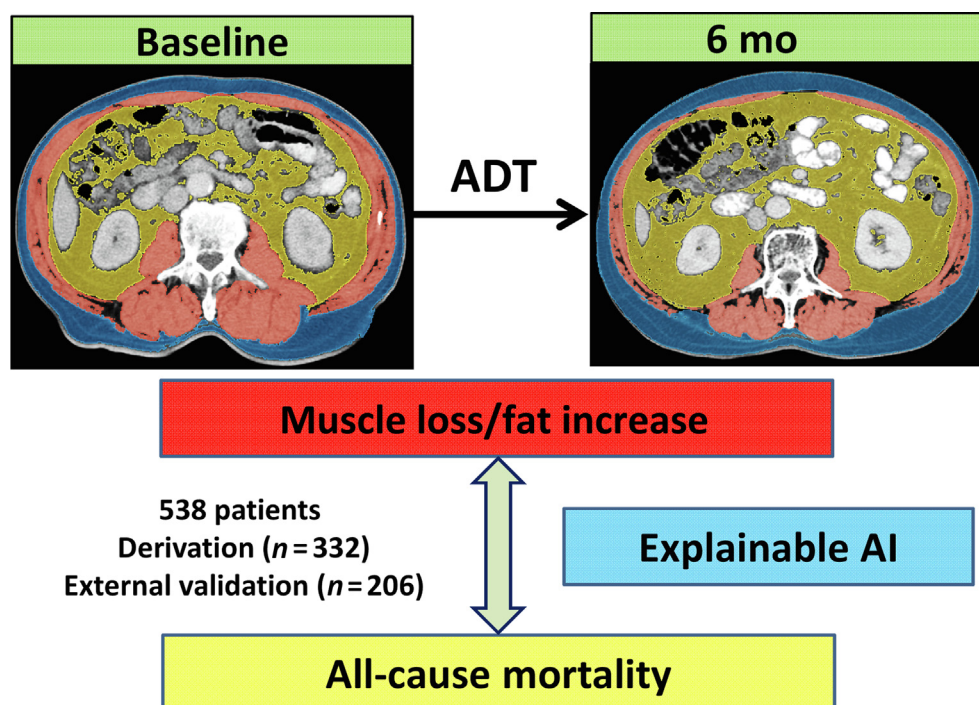 Baseline
6 mo
ADT
Muscle loss/fat increase
538 patients
Derivation (n = 332)
External validation (n = 206)
Explainable AI
All-cause mortality